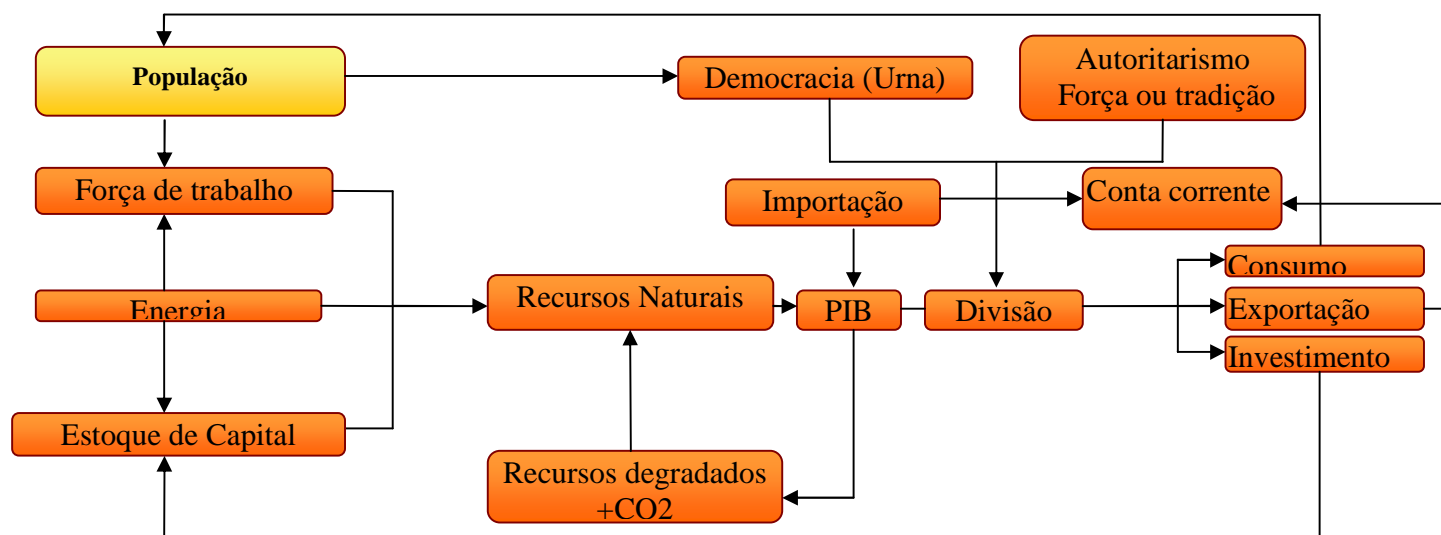 População
Democracia (Urna)
Autoritarismo
Força ou tradição
Força de trabalho
Importação
Conta corrente
Consumo
Energia
Recursos Naturais
PIB
Divisão
Exportação
Investimento
Estoque de Capital
Recursos degradados
+CO2